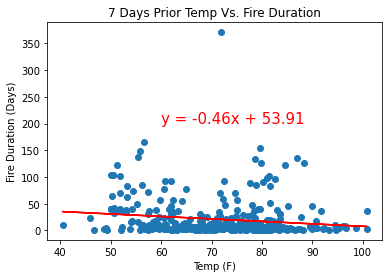 7 Days Prior Temp Vs. Fire Duration
350
300
250
200
150
100
50
0
Fire Duration (Days)
y = -0.46x + 53.91
40 50 60 70 80 90 100
Temp (F)